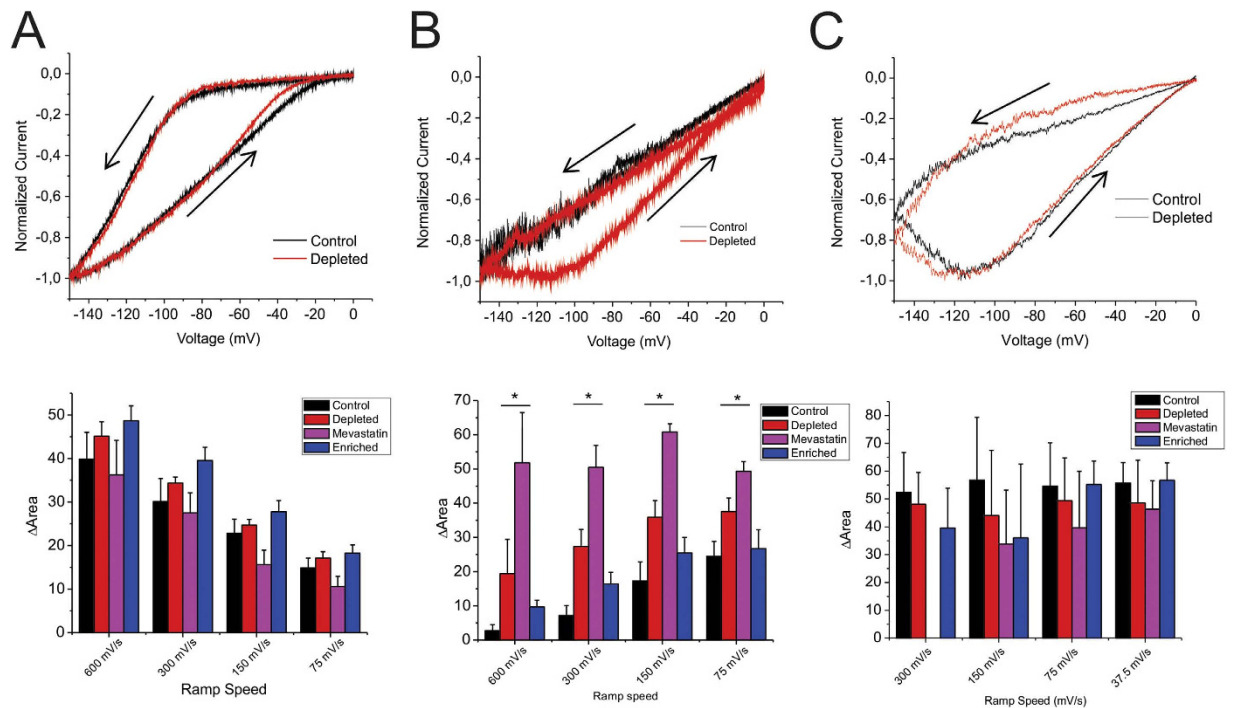 A
B
C
0,0
-0,2
-0,4
-0,6
-0,8
-1,0
Normalized Current
Control
Depleted
-140 -120 -100 -80 -60 -40 -20 0
Voltage (mV)
0,0
-0,2
-0,4
-0,6
-0,8
-1,0
Normalized Current
Control
Depleted
-140 -120 -100 -80 -60 -40 -20 0
Voltage (mV)
0,0
-0,2
-0,4
-0,6
-0,8
-1,0
Normalized Current
Control
Depleted
-140 -120 -100 -80 -60 -40 -20 0
Voltage (mV)
50
40
30
20
10
0
ΔArea
Control
Depleted
Mevastatin
Enriched
600 mV/s 300 mV/s 150 mV/s 75 mV/s
Ramp Speed
70
60
50
40
30
20
10
0
ΔArea
* * * *
Control
Depleted
Mevastatin
Enriched
600 mV/s 300 mV/s 150 mV/s 75 mV/s
Ramp speed
80
70
60
50
40
30
20
10
0
ΔArea
Control
Depleted
Mevastatin
Enriched
300 mV/s 150 mV/s 75 mV/s 37.5 mV/s
Ramp Speed (mV/s)